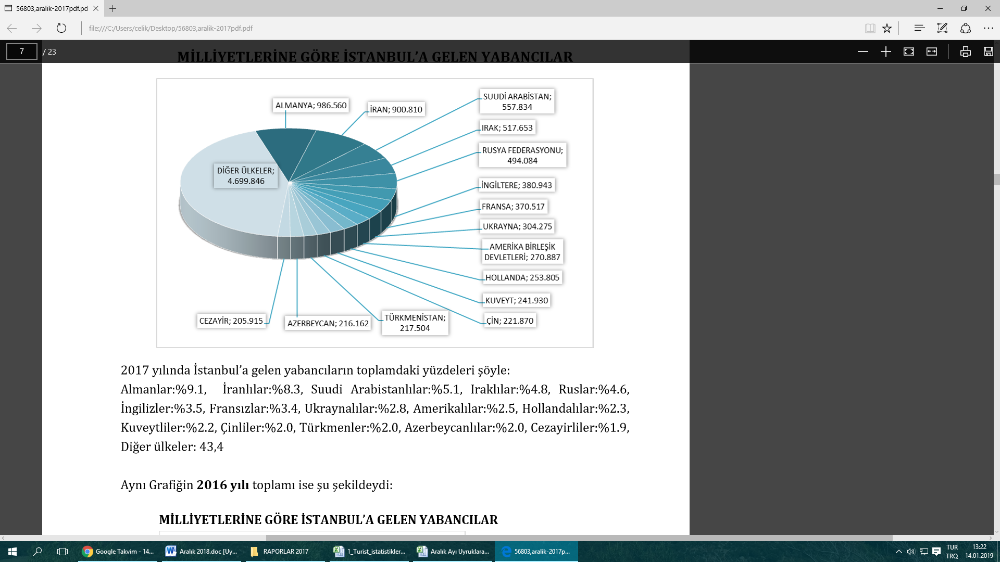 56803,aralik-2017pdf.pd
file:///C:/Users/celik/Desktop/56803,aralik-2017pdf.pdf
7 / 23
MİLLİYETLERİNE GÖRE İSTANBUL’A GELEN YABANCILAR
ALMANYA; 986.560
İRAN; 900.810
SUUDİ ARABİSTAN;
557.834
IRAK; 517.653
RUSYA FEDERASYONU;
494.084
DİĞER ÜLKELER;
4.699.846
İNGİLTERE; 380.943
FRANSA; 370.517
UKRAYNA; 304.275
AMERİKA BİRLEŞİK
DEVLETLERİ; 270.887
HOLLANDA; 253.805
KUVEYT; 241.930
ÇİN; 221.870
TÜRKMENİSTAN;
217.504
AZERBEYCAN; 216.162
CEZAYİR; 205.915
2017 yılında İstanbul’a gelen yabancıların toplamdaki yüzdeleri şöyle:
Almanlar:%9.1, İranlılar:%8.3, Suudi Arabistanlılar:%5.1, Iraklılar:%4.8, Ruslar:%4.6,
İngilizler:%3.5, Fransızlar:%3.4, Ukraynalılar:%2.8, Amerikalılar:%2.5, Hollandalılar:%2.3,
Kuveytliler:%2.2, Çinliler:%2.0, Türkmenler:%2.0, Azerbeycanlılar:%2.0, Cezayirliler:%1.9,
Diğer ülkeler: 43,4
Aynı Grafiğin 2016 yılı toplamı ise şu şekildeydi:
MİLLİYETLERİNE GÖRE İSTANBUL’A GELEN YABANCILAR
Google Takvim - 14...
Aralık 2018.doc [Uy...
RAPORLAR 2017
1_Turist_istatistikler...
Aralık Ayı Uyruklara...
56803,aralik-2017p...
TUR
TRQ
13:22
14.01.2019